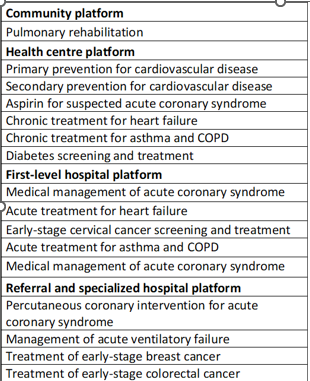 Community platform
Pulmonary rehabilitation
Health centre platform
Primary prevention for cardiovascular disease
Secondary prevention for cardiovascular disease
Aspirin for suspected acute coronary syndrome
Chronic treatment for heart failure
Chronic treatment for asthma and COPD
Diabetes screening and treatment
First-level hospital platform
Medical management of acute coronary syndrome
Acute treatment for heart failure
Early-stage cervical cancer screening and treatment
Acute treatment for asthma and COPD
Medical management of acute coronary syndrome
Referral and specialized hospital platform
Percutaneous coronary intervention for acute
coronary syndrome
Management of acute ventilatory failure
Treatment of early-stage breast cancer
Treatment of early-stage colorectal cancer